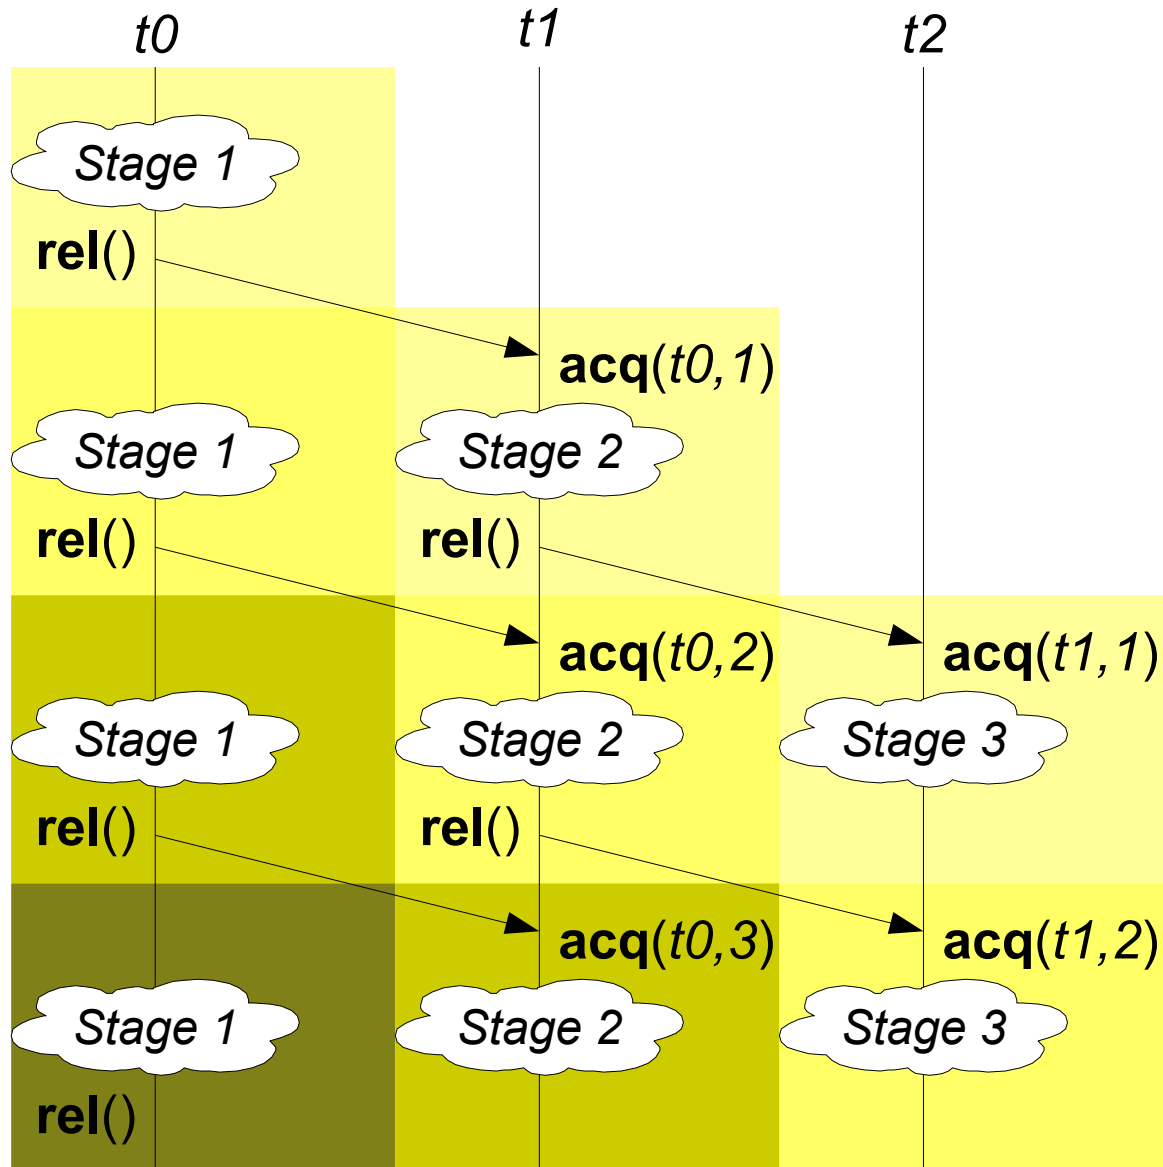 t0 t1 t2
Stage 1
rel()
acq(t0,1)
Stage 1 Stage 2
rel() rel()
acq(t0,2) acq(t1,1)
Stage 1 Stage 2 Stage 3
rel() rel()
acq(t0,3) acq(t1,2)
Stage 1 Stage 2 Stage 3
rel()